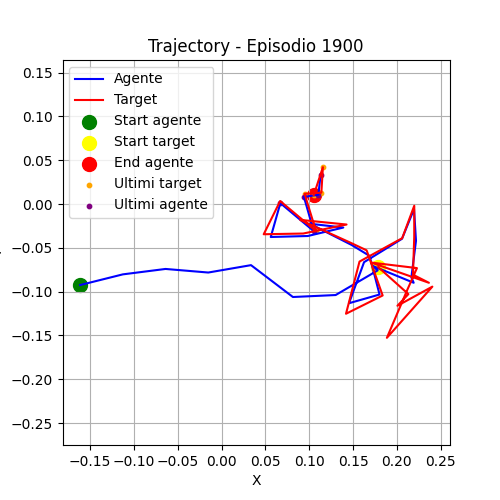 Trajectory - Episodio 1900
0.15
0.10
0.05
0.00
−0.05
−0.10
−0.15
−0.20
−0.25
Agente
Target
Start agente
Start target
End agente
Ultimi target
Ultimi agente
−0.15 −0.10 −0.05 0.00 0.05 0.10 0.15 0.20 0.25
X